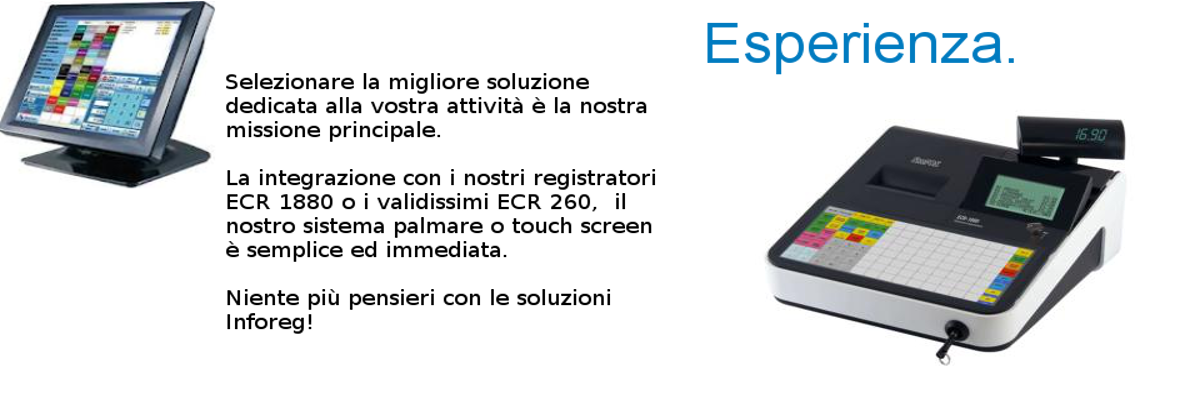 Esperienza.
Selezionare la migliore soluzione
dedicata alla vostra attività è la nostra
missione principale.
La integrazione con i nostri registratori
ECR 1880 o i validissimi ECR 260,  il
nostro sistema palmare o touch screen
è semplice ed immediata.
Niente più pensieri con le soluzioni
Inforeg!
16.90